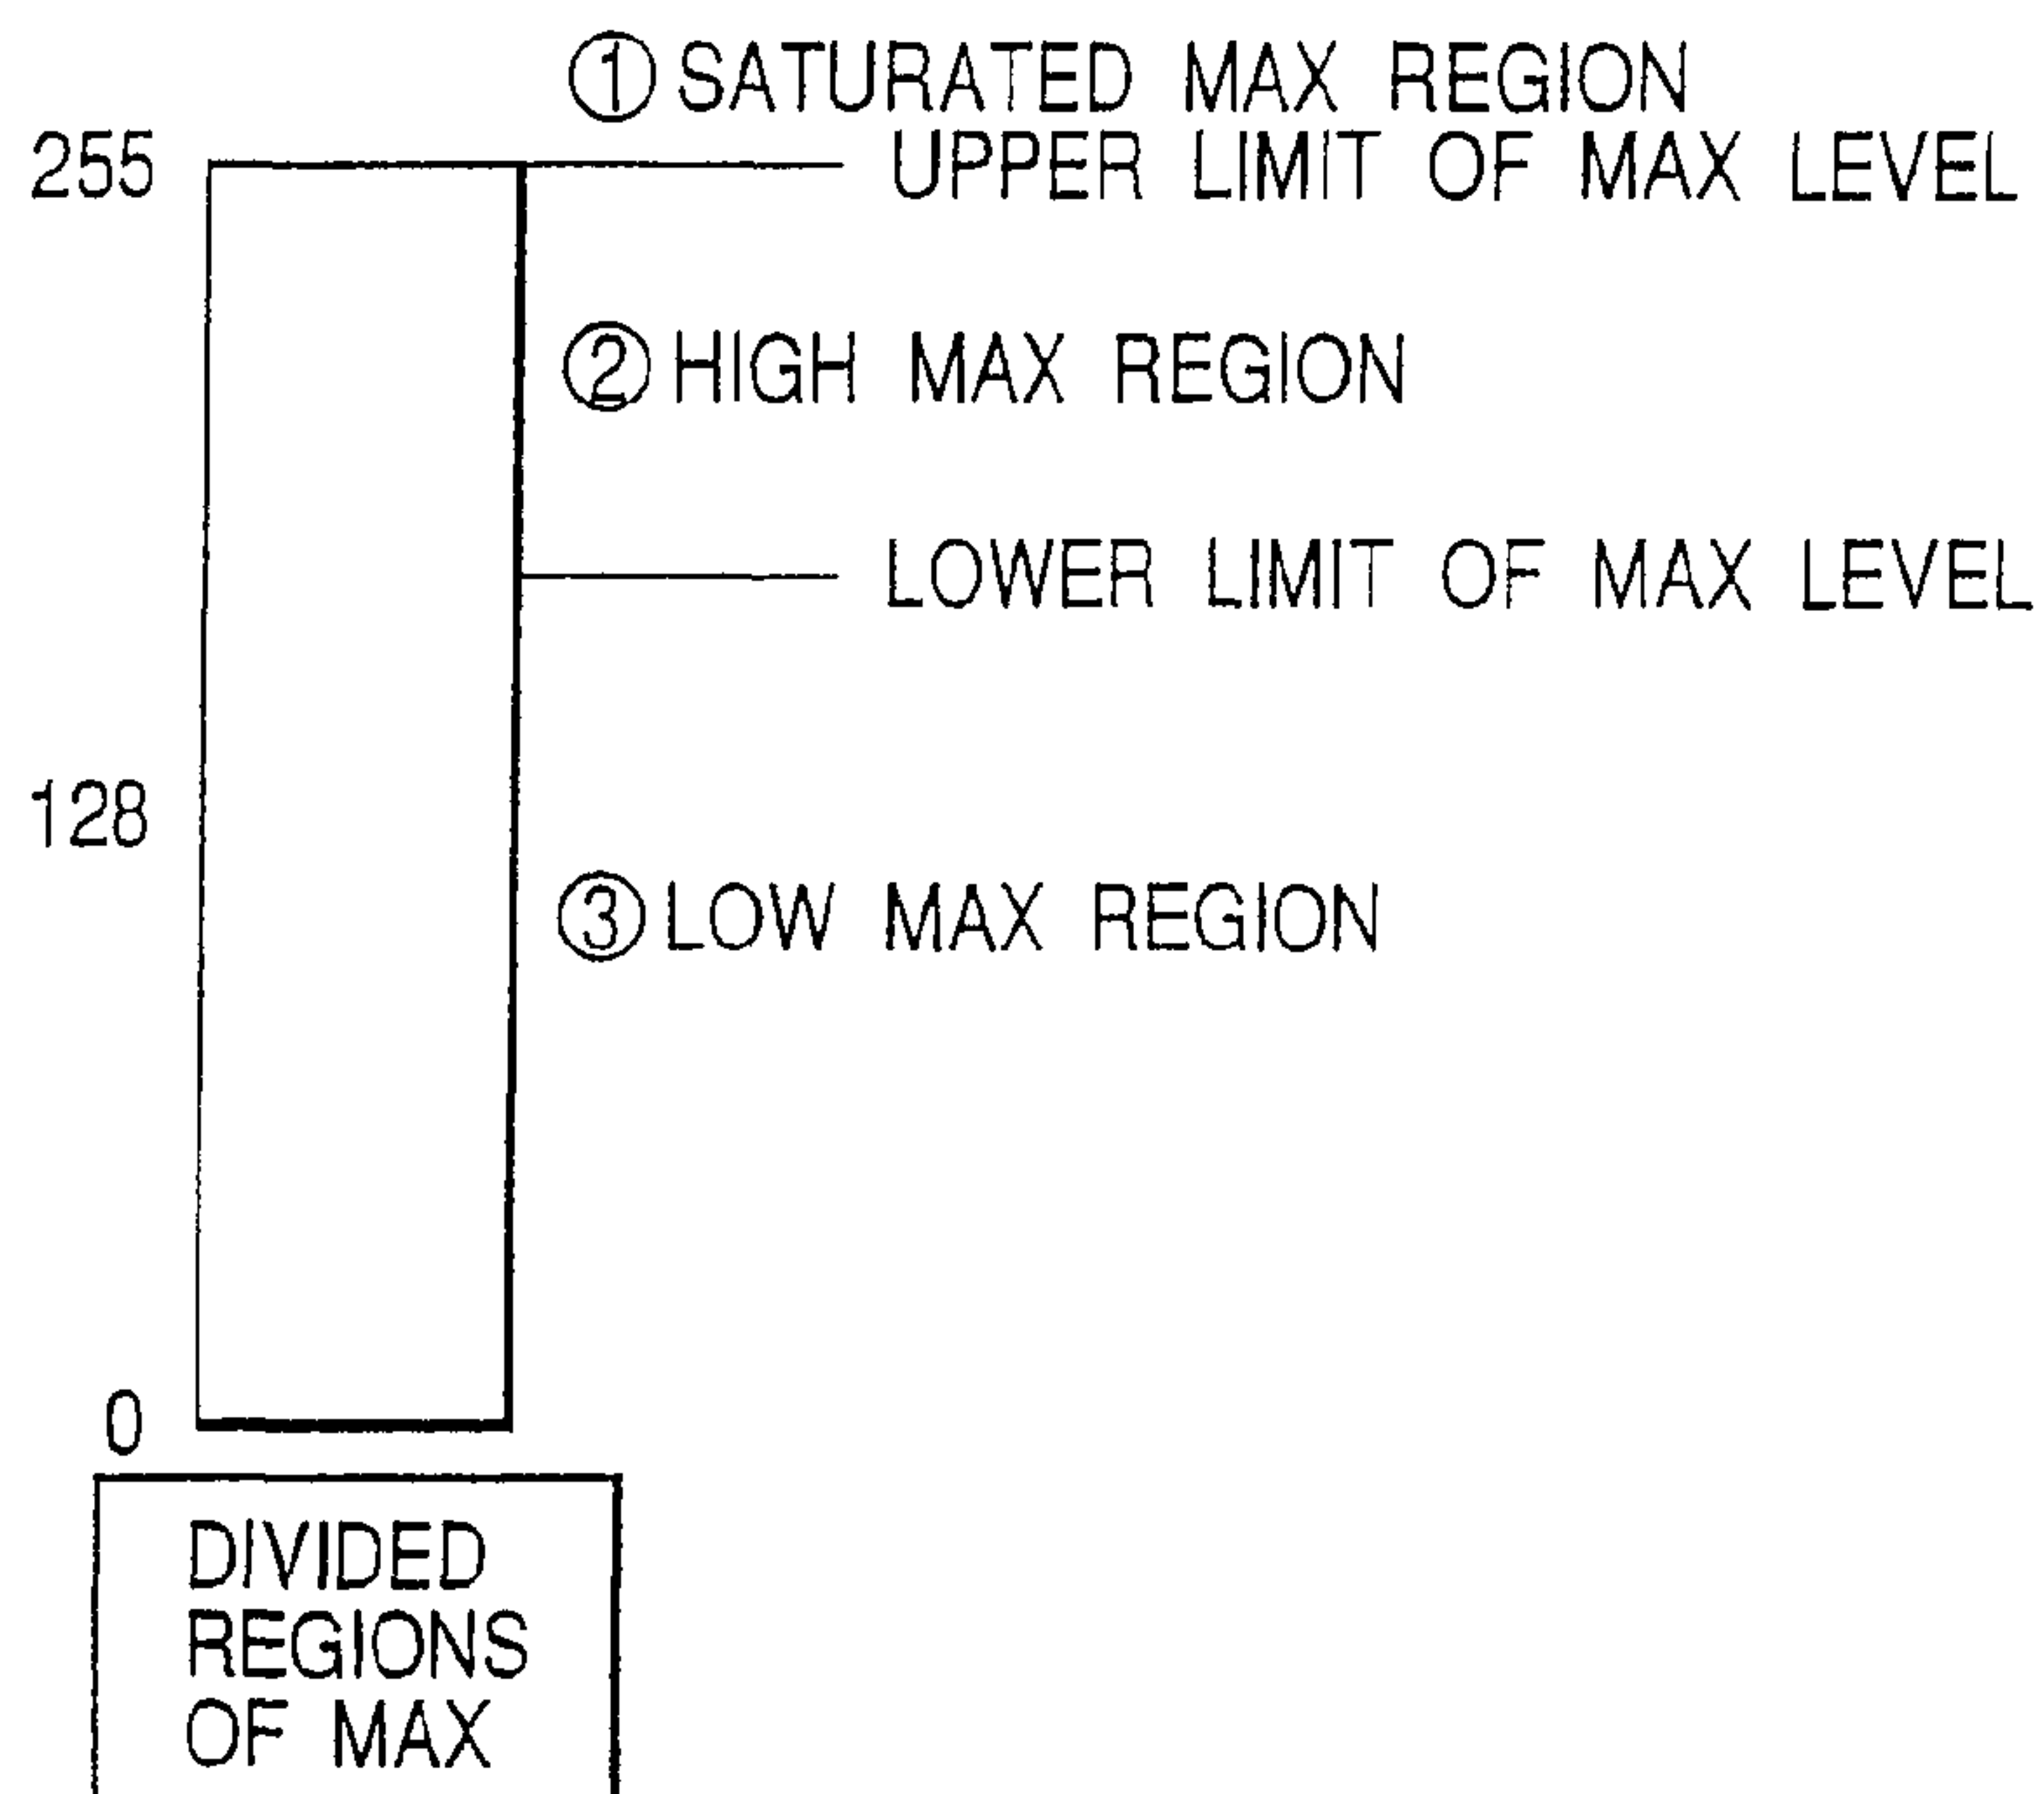 ① SATURATED MAX REGION
255
UPPER LIMIT OF MAX LEVEL
② HIGH MAX REGION
LOWER LIMIT OF MAX LEVEL
128
③ LOW MAX REGION
0
DIVIDED
REGIONS
OF MAX